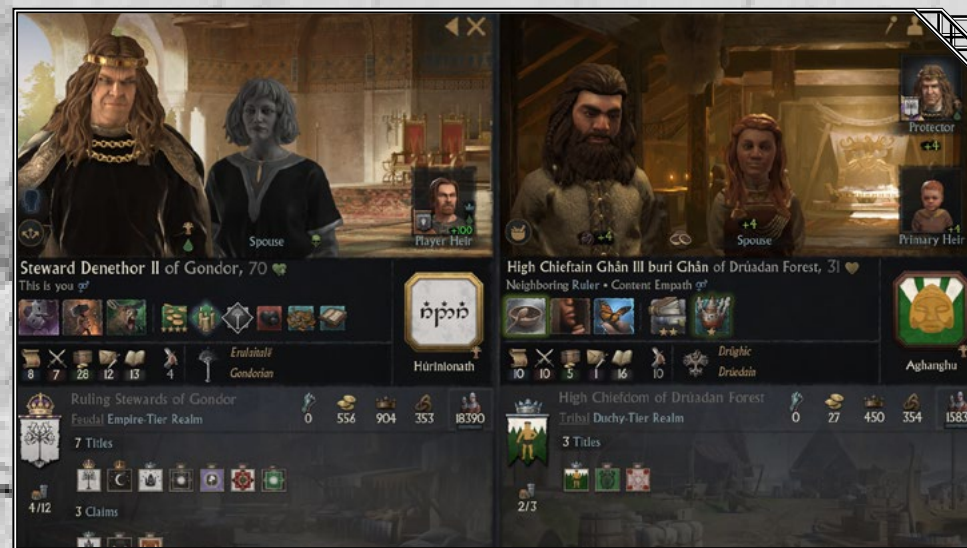 Spouse
+100
Player Heir
Steward Denethor II of Gondor, 70
This is you
8 7 28 12 13 4
Erulaitalë
Gondorian
Húrinionath
Ruling Stewards of Gondor
Feudal Empire-Tier Realm
0 556 904 353 18390
7 Titles
4/12
3 Claims
Protector
+4
+4
+4
Spouse
+4
Primary Heir
High Chieftain Ghân III buri Ghân of Drúadan Forest, 31
Neighboring Ruler • Content Empath
10 10 5 1 16 10
Drúghic
Drúedain
Aghanghu
High Chiefdom of Drúadan Forest
Tribal Duchy-Tier Realm
0 27 450 354 1583
3 Titles
2/3